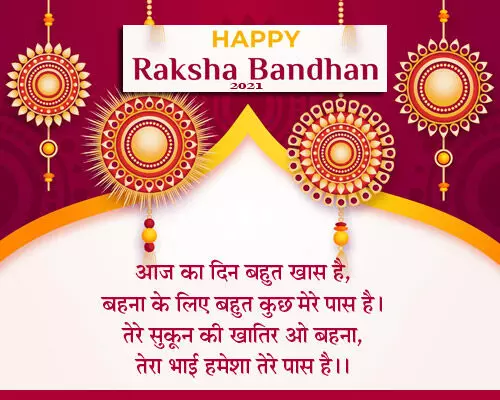 HAPPY
Raksha Bandhan
2021
आज का दिन बहुत खास है,
बहना के लिए बहुत कुछ मेरे पास है।
तेरे सुकून की खातिर ओ बहना,
तेरा भाई हमेशा तेरे पास है।।